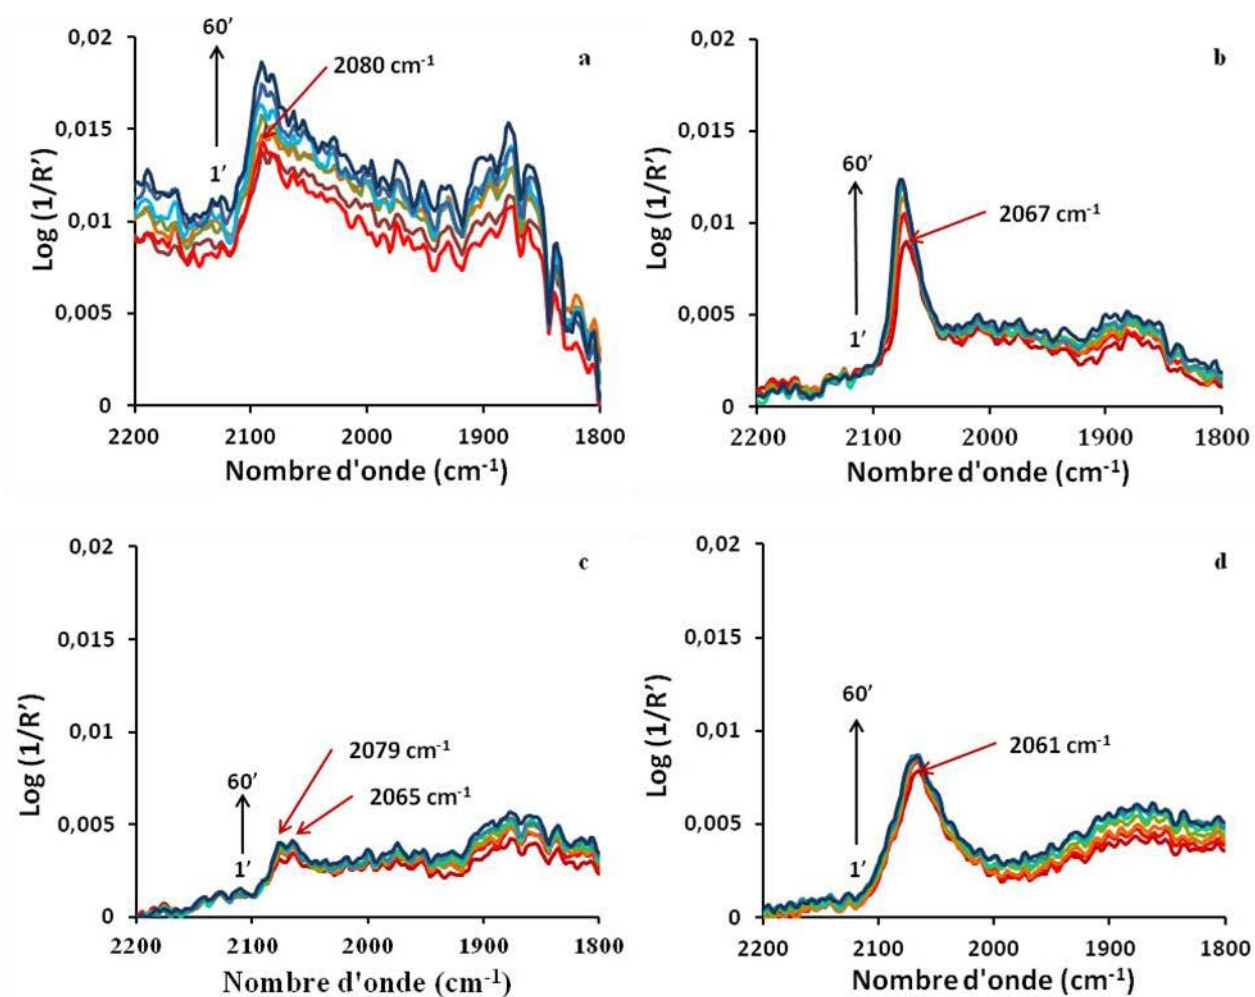 60’
0,02
2080 cm⁻¹
a
0,015
1’
0,01
0,005
0
2200 2100 2000 1900 1800
Log (1/R’)
Nombre d'onde (cm⁻¹)
0,02
b
0,015
60’
2067 cm⁻¹
0,01
0,005
1’
0
2200 2100 2000 1900 1800
Log (1/R’)
Nombre d'onde (cm⁻¹)
0,02
c
0,015
0,01
2079 cm⁻¹
60’
2065 cm⁻¹
0,005
1’
0
2200 2100 2000 1900 1800
Log (1/R’)
Nombre d'onde (cm⁻¹)
0,02
d
0,015
60’
0,01
2061 cm⁻¹
0,005
1’
0
2200 2100 2000 1900 1800
Log (1/R’)
Nombre d'onde (cm⁻¹)